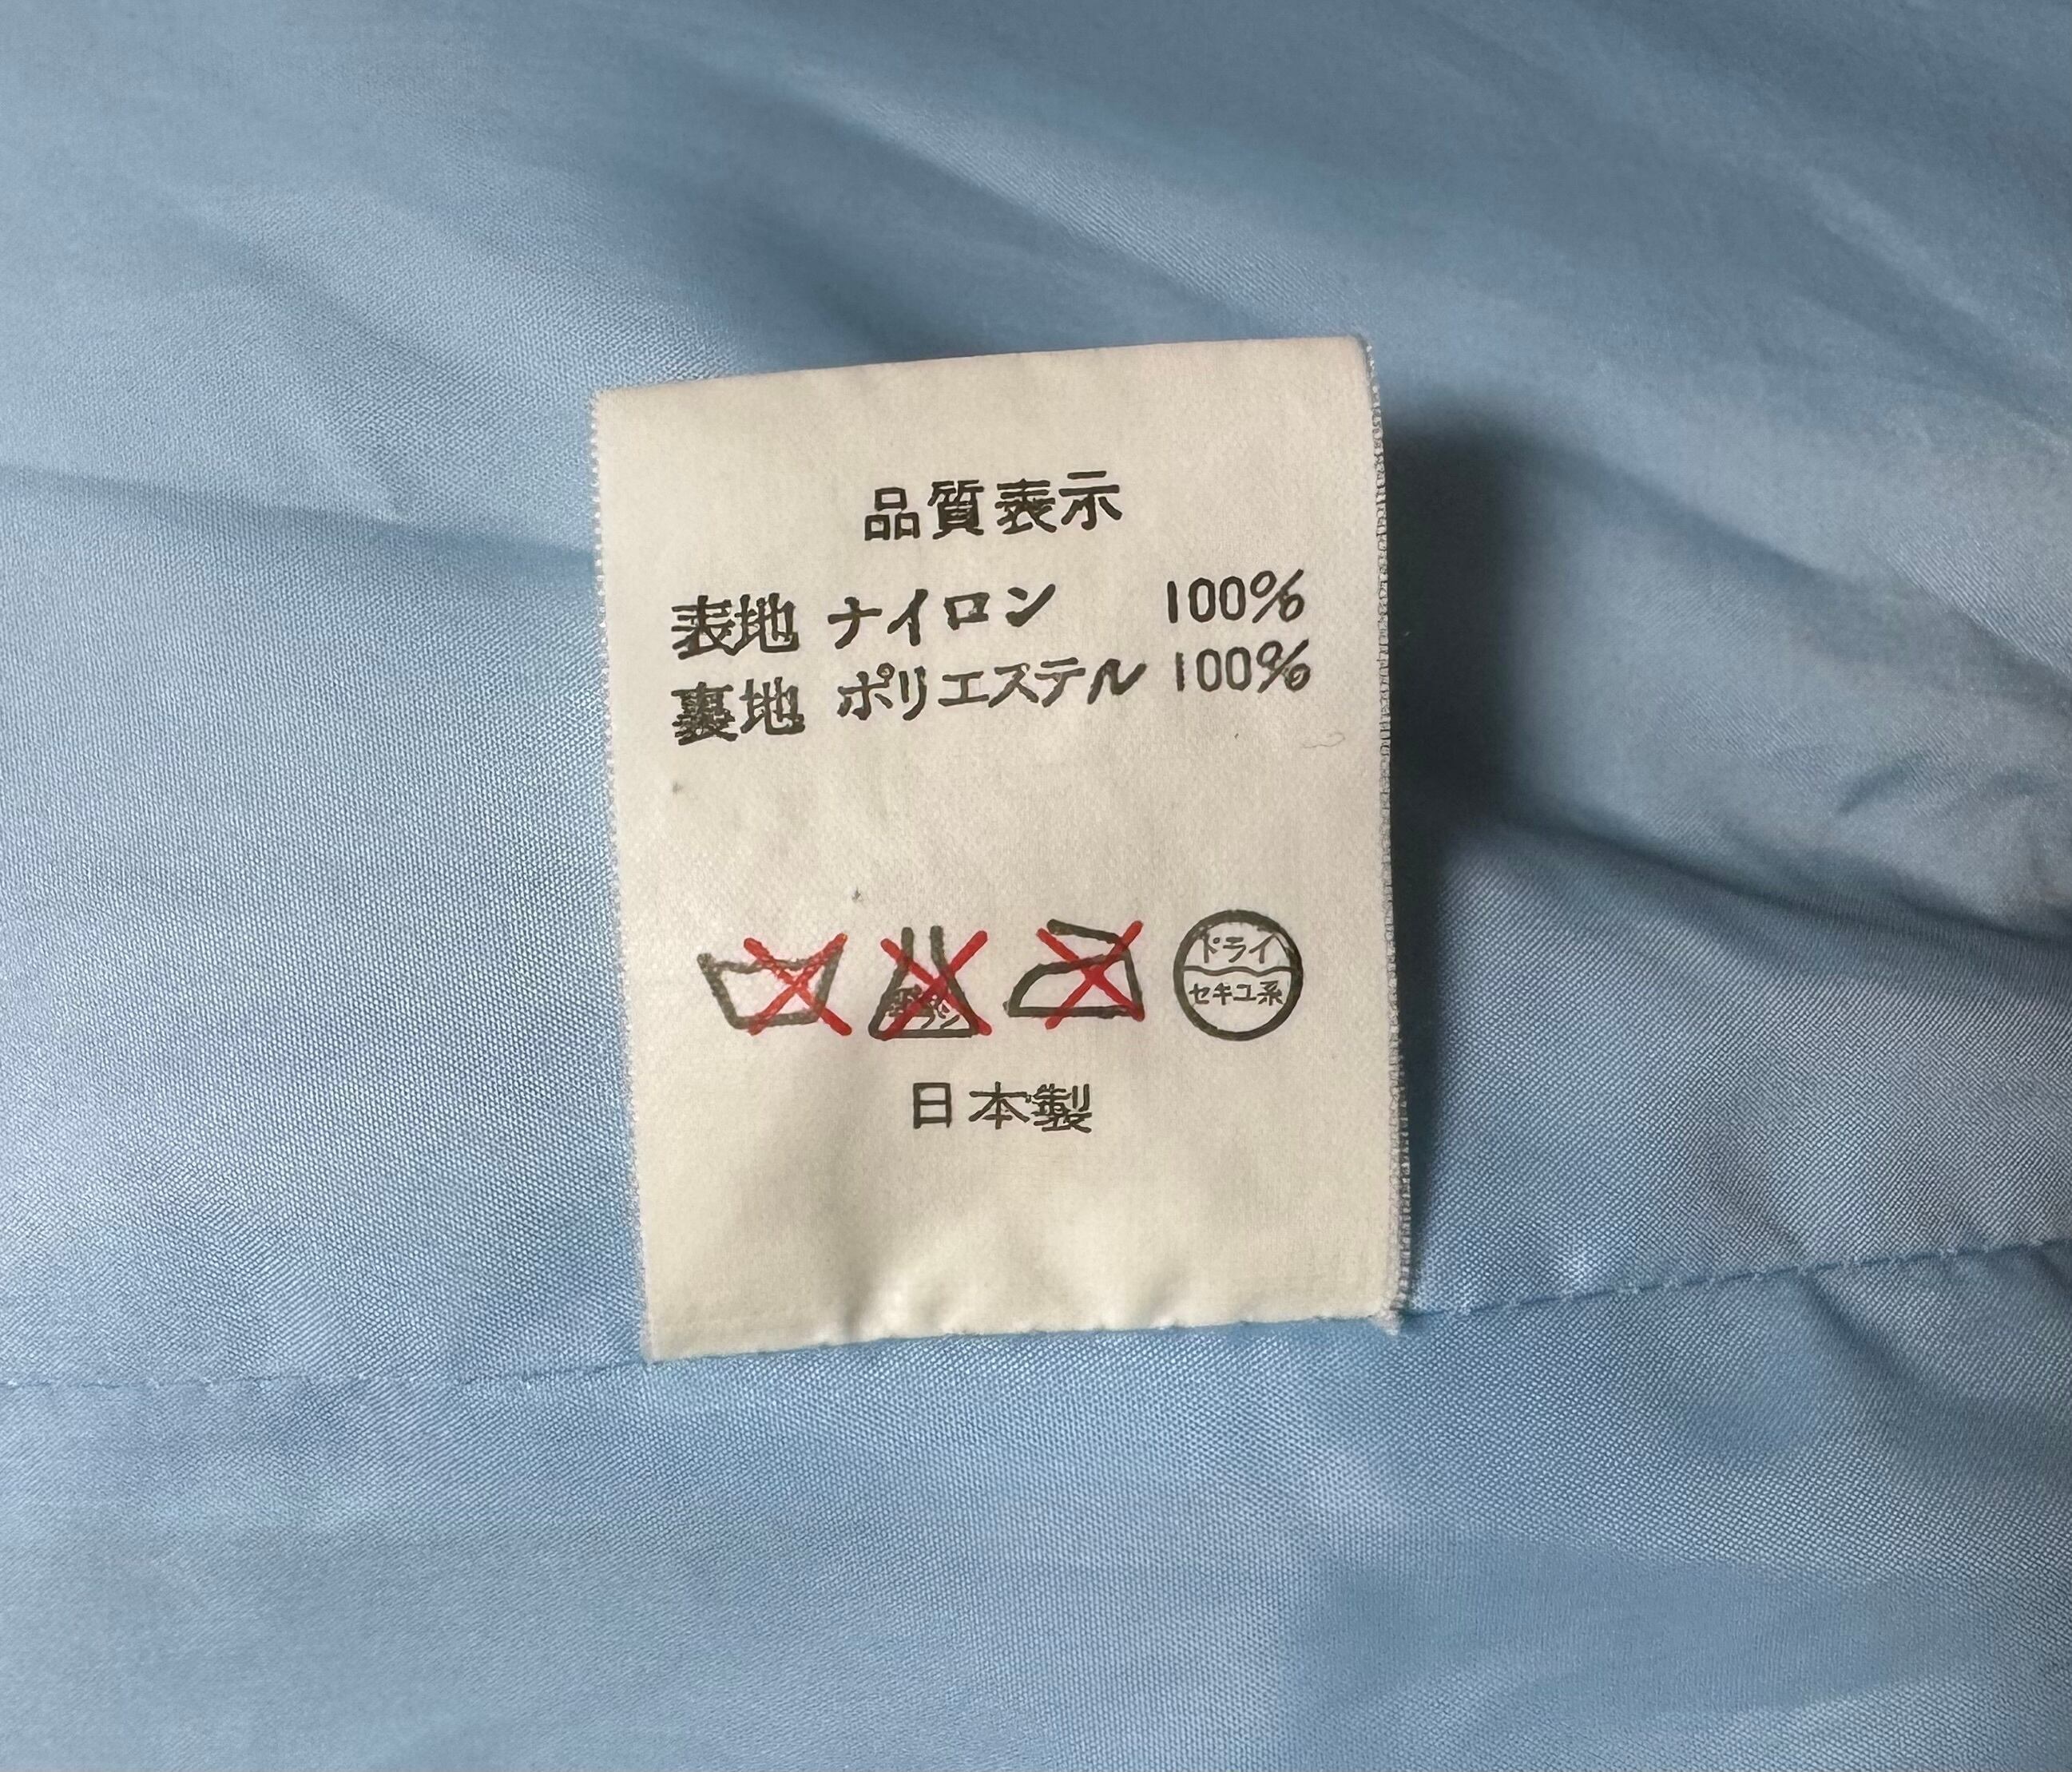 品質表示
表地 ナイロン 100%
裏地 ポリエステル 100%
ドライ
セキユ系
日本製